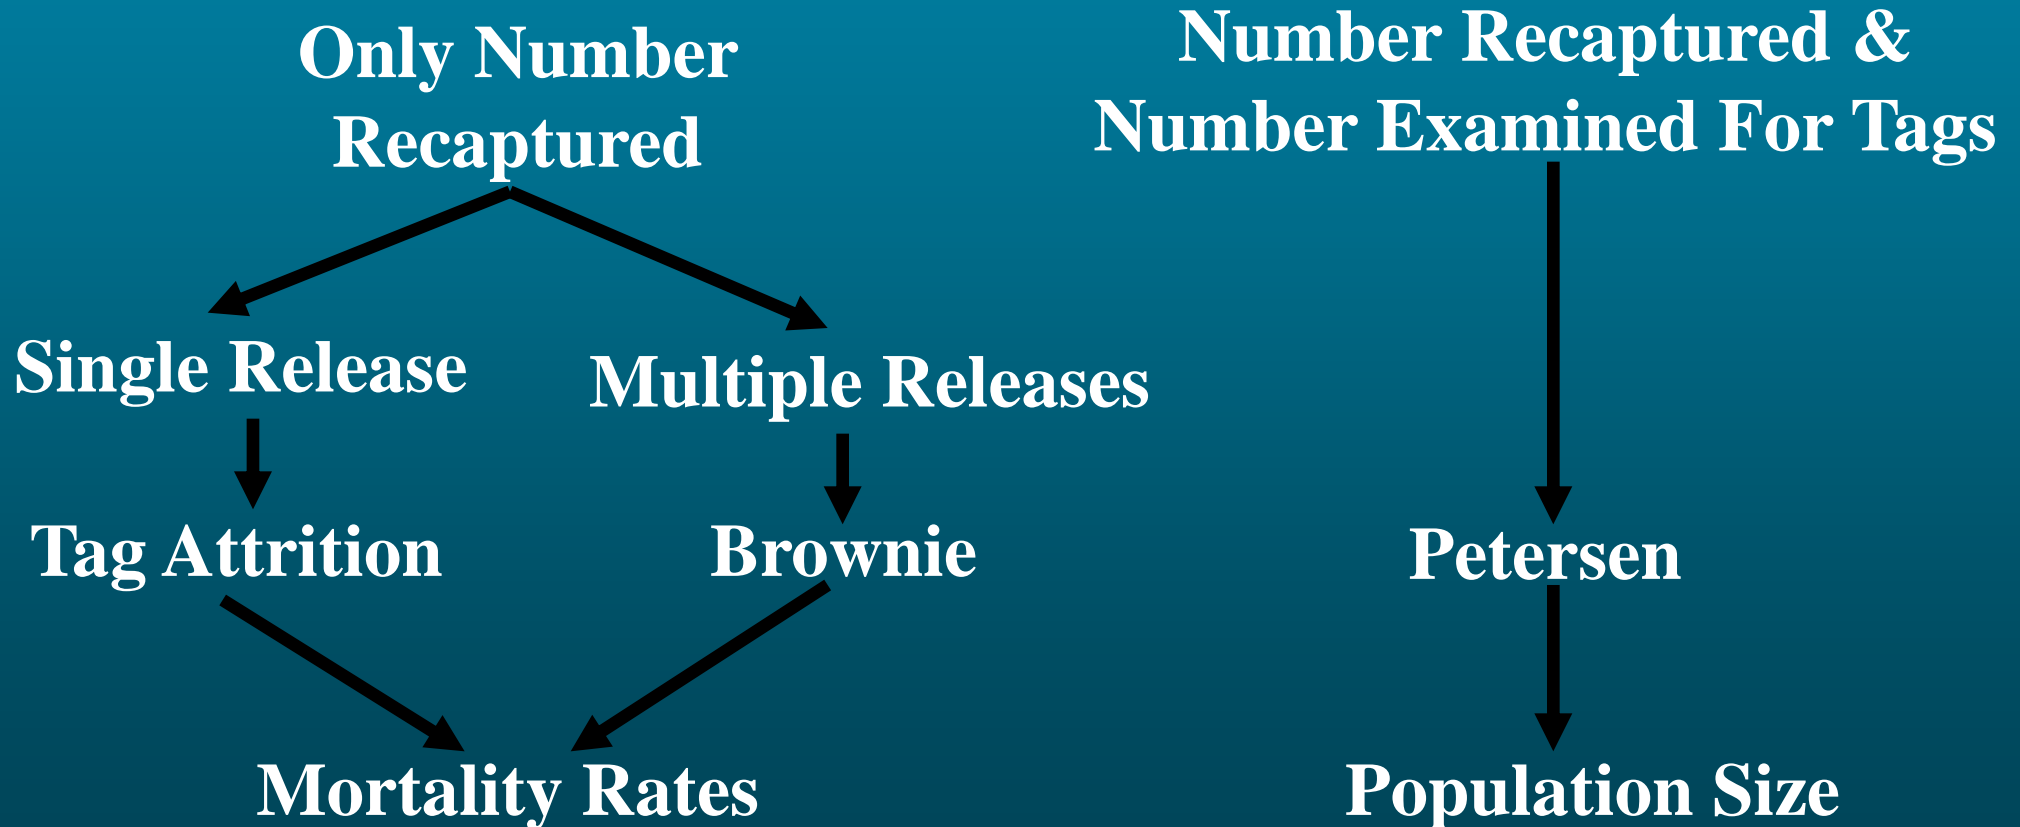 Only Number
Recaptured
Number Recaptured &
Number Examined For Tags
Single Release
Multiple Releases
Tag Attrition
Brownie
Petersen
Mortality Rates
Population Size